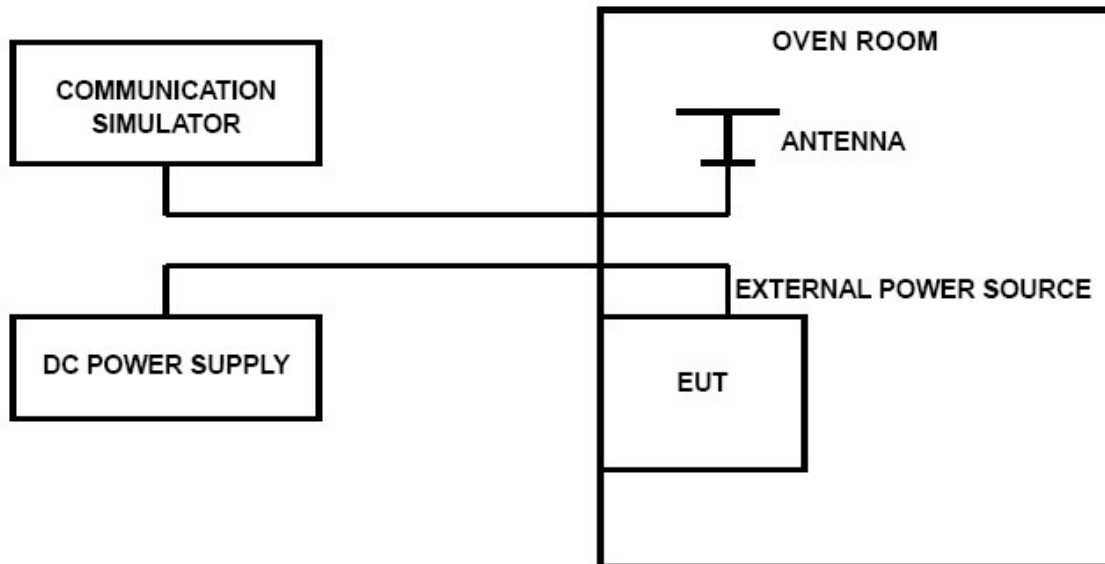 COMMUNICATION
SIMULATOR
OVEN ROOM
ANTENNA
EXTERNAL POWER SOURCE
DC POWER SUPPLY
EUT